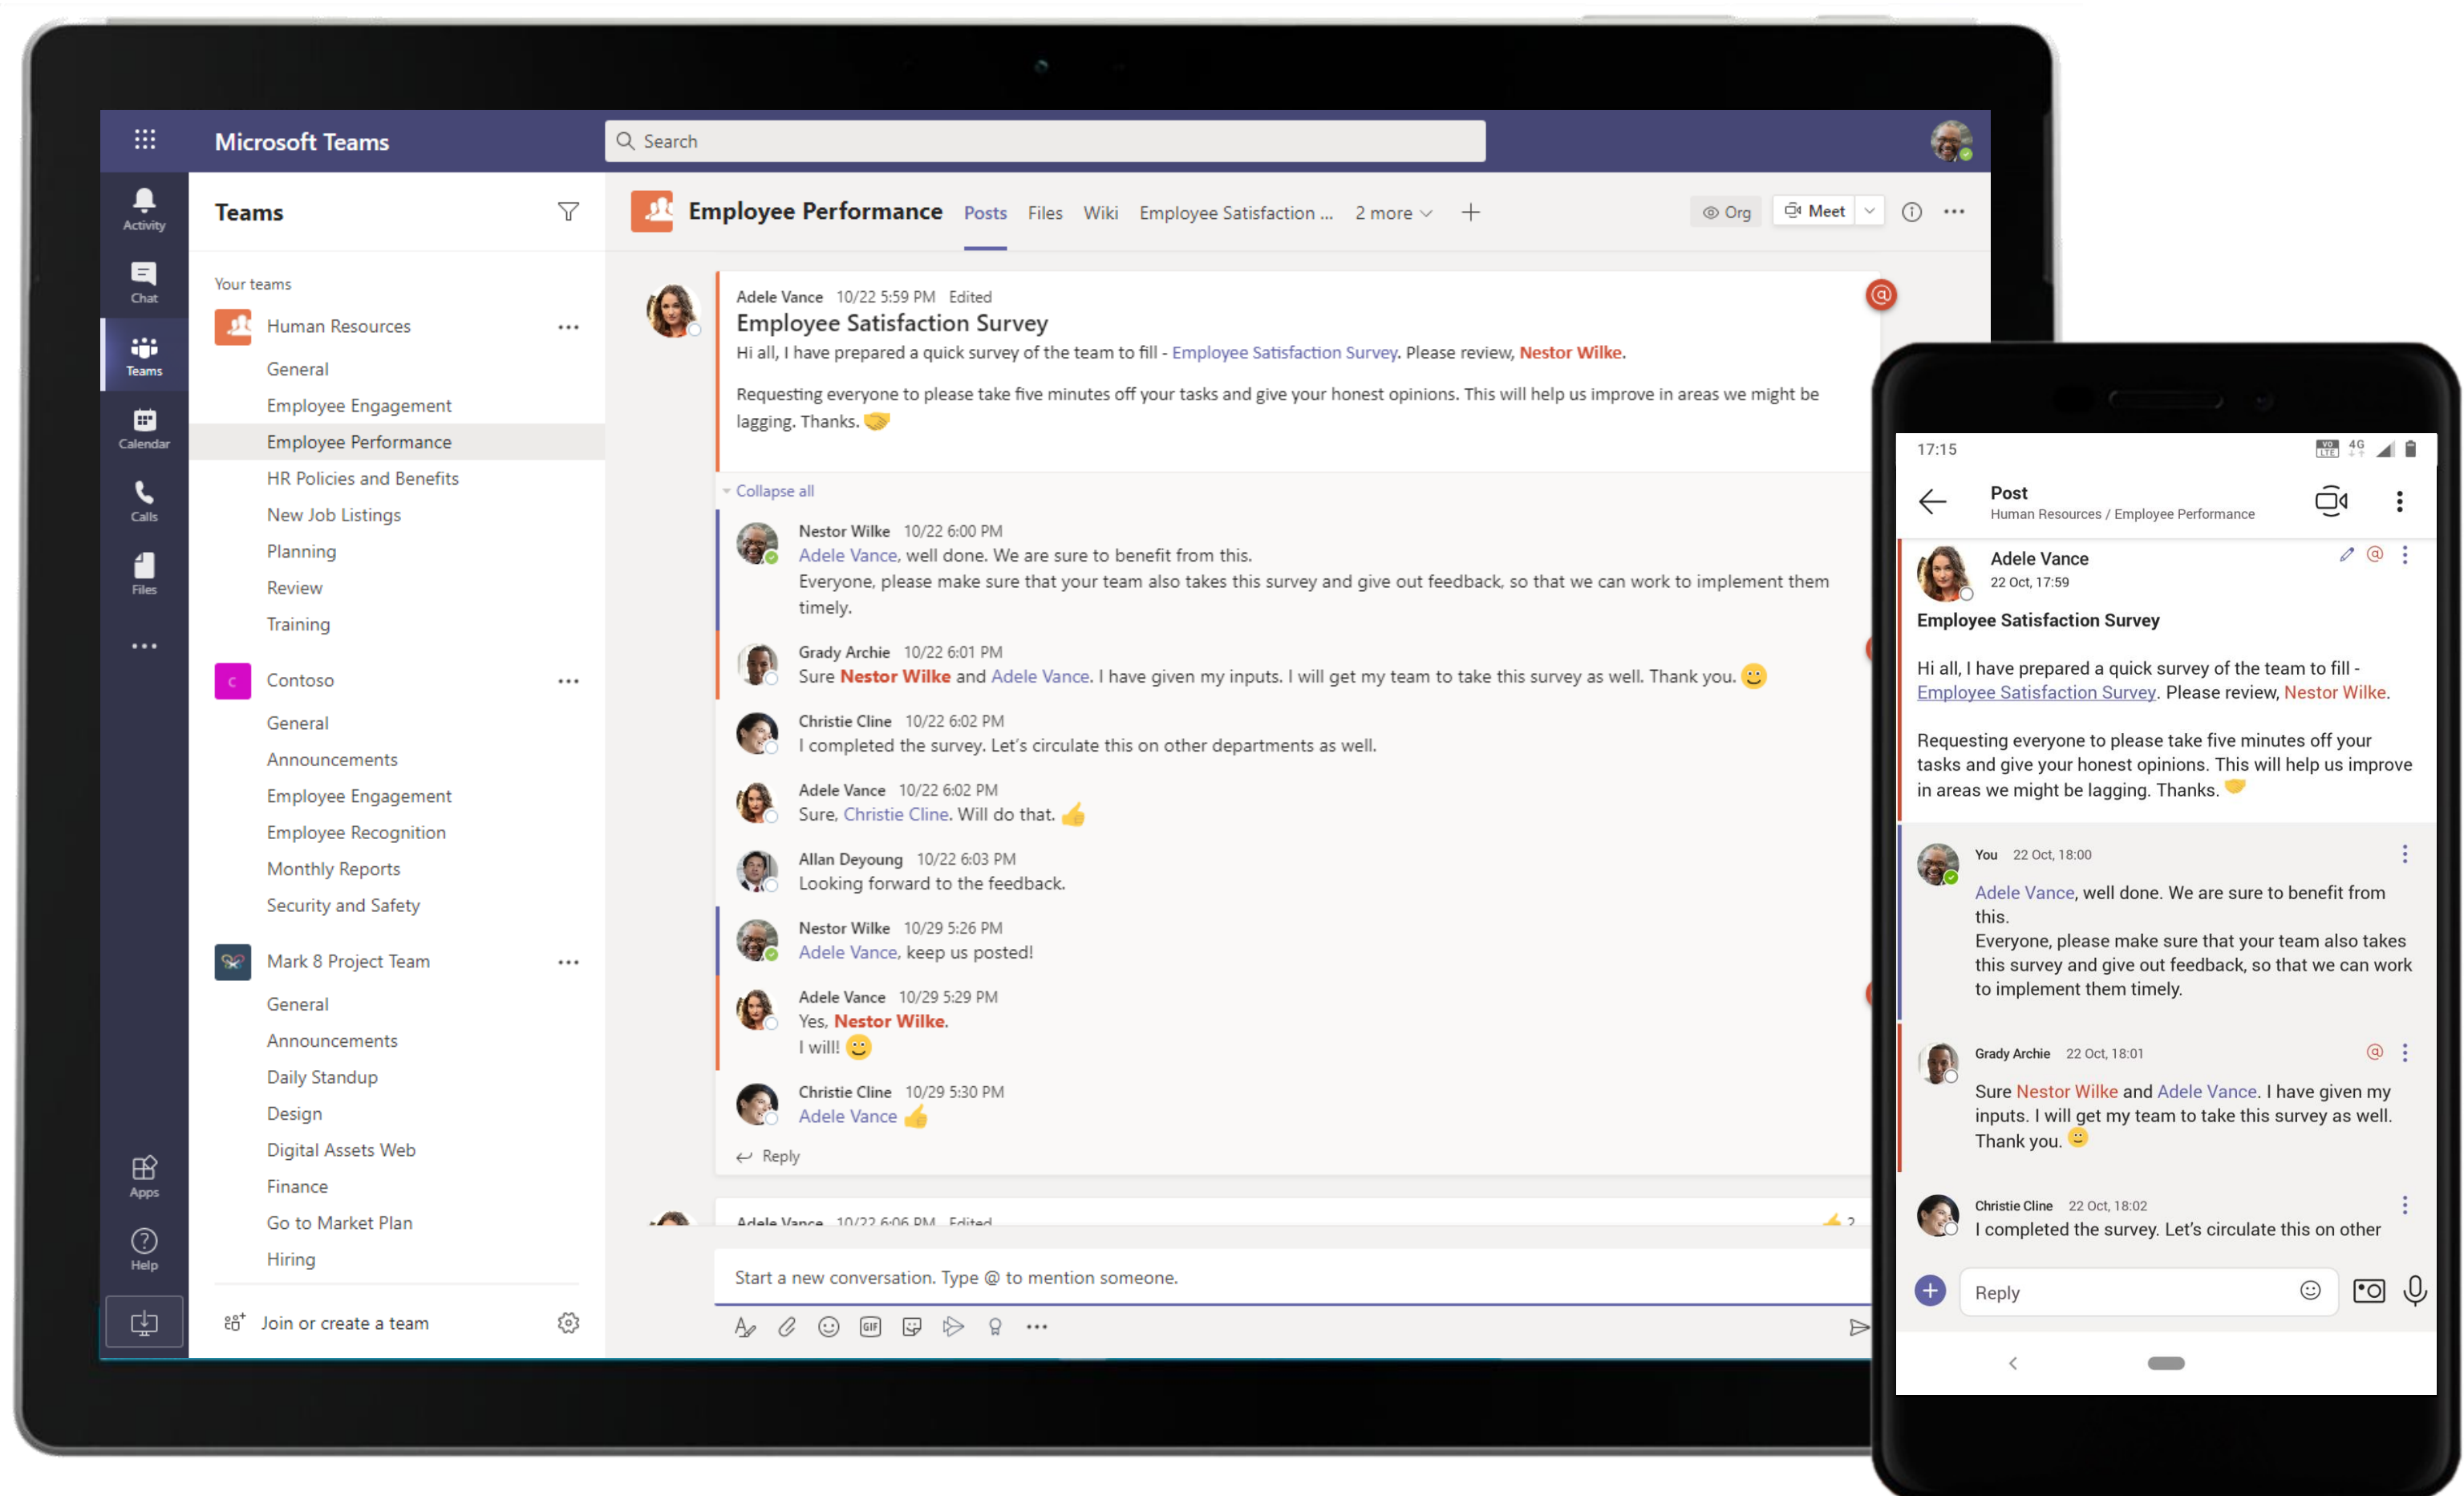 Microsoft Teams
Search
Activity
Chat
Teams
Calendar
Calls
Files
Apps
Help
Teams
Your teams
Human Resources
General
Employee Engagement
Employee Performance
HR Policies and Benefits
New Job Listings
Planning
Review
Training
C
Contoso
General
Announcements
Employee Engagement
Employee Recognition
Monthly Reports
Security and Safety
Mark 8 Project Team
General
Announcements
Daily Standup
Design
Digital Assets Web
Finance
Go to Market Plan
Hiring
Join or create a team
Employee Performance Posts Files Wiki Employee Satisfaction ... 2 more
Org Meet
Adele Vance 10/22 5:59 PM Edited
Employee Satisfaction Survey
Hi all, I have prepared a quick survey of the team to fill - Employee Satisfaction Survey. Please review, Nestor Wilke.
Requesting everyone to please take five minutes off your tasks and give your honest opinions. This will help us improve in areas we might be
lagging. Thanks.
Collapse all
Nestor Wilke 10/22 6:00 PM
Adele Vance, well done. We are sure to benefit from this.
Everyone, please make sure that your team also takes this survey and give out feedback, so that we can work to implement them
timely.
Grady Archie 10/22 6:01 PM
Sure Nestor Wilke and Adele Vance. I have given my inputs. I will get my team to take this survey as well. Thank you.
Christie Cline 10/22 6:02 PM
I completed the survey. Let's circulate this on other departments as well.
Adele Vance 10/22 6:02 PM
Sure, Christie Cline. Will do that.
Allan Deyoung 10/22 6:03 PM
Looking forward to the feedback.
Nestor Wilke 10/29 5:26 PM
Adele Vance, keep us posted!
Adele Vance 10/29 5:29 PM
Yes, Nestor Wilke.
I will!
Christie Cline 10/29 5:30 PM
Adele Vance
Reply
Adele Vance 10/22 6:06 PM Edited 2
Start a new conversation. Type @ to mention someone.
GIF
17:15 VO LTE 4G
Post
Human Resources / Employee Performance
Adele Vance
22 Oct, 17:59
Employee Satisfaction Survey
Hi all, I have prepared a quick survey of the team to fill -
Employee Satisfaction Survey. Please review, Nestor Wilke.
Requesting everyone to please take five minutes off your
tasks and give your honest opinions. This will help us improve
in areas we might be lagging. Thanks.
You 22 Oct, 18:00
Adele Vance, well done. We are sure to benefit from
this.
Everyone, please make sure that your team also takes
this survey and give out feedback, so that we can work
to implement them timely.
Grady Archie 22 Oct, 18:01
Sure Nestor Wilke and Adele Vance. I have given my
inputs. I will get my team to take this survey as well.
Thank you.
Christie Cline 22 Oct, 18:02
I completed the survey. Let's circulate this on other
Reply